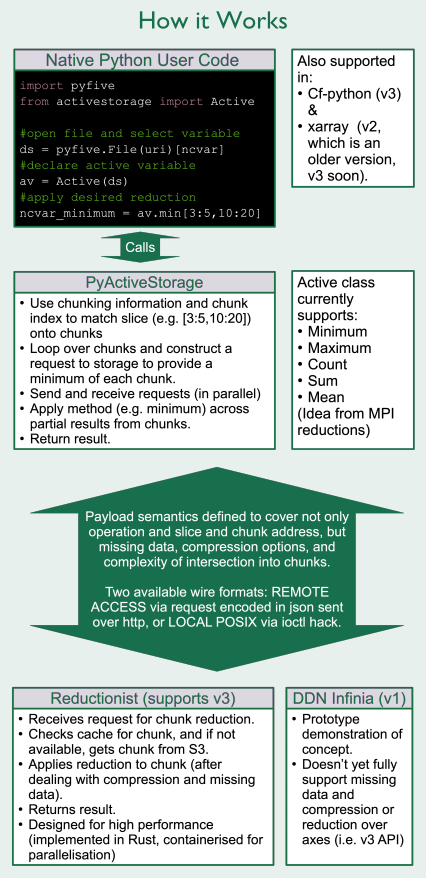 How it Works
Native Python User Code
import pyfive
from activestorage import Active
#open file and select variable
ds = pyfive.File(uri)[ncvar]
#declare active variable
av = Active(ds)
#apply desired reduction
ncvar_minimum = av.min[3:5,10:20]
Also supported
in:
• Cf-python (v3)
&
• xarray (v2,
which is an
older version,
v3 soon).
Calls
PyActiveStorage
• Use chunking information and chunk
index to match slice (e.g. [3:5,10:20])
onto chunks
• Loop over chunks and construct a
request to storage to provide a
minimum of each chunk.
• Send and receive requests (in parallel)
• Apply method (e.g. minimum) across
partial results from chunks.
• Return result.
Active class
currently
supports:
• Minimum
• Maximum
• Count
• Sum
• Mean
(Idea from MPI
reductions)
Payload semantics defined to cover not only
operation and slice and chunk address, but
missing data, compression options, and
complexity of intersection into chunks.
Two available wire formats: REMOTE
ACCESS via request encoded in json sent
over http, or LOCAL POSIX via ioctl hack.
Reductionist (supports v3)
• Receives request for chunk reduction.
• Checks cache for chunk, and if not
available, gets chunk from S3.
• Applies reduction to chunk (after
dealing with compression and missing
data).
• Returns result.
• Designed for high performance
(implemented in Rust, containerised for
parallelisation)
DDN Infinia (v1)
• Prototype
demonstration of
concept.
• Doesn't yet fully
support missing
data and
compression or
reduction over
axes (i.e. v3 API)